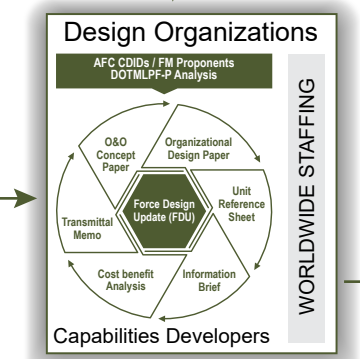 Design Organizations
AFC CDIDs / FM Proponents
DOTMLPF-P Analysis
O&O
Concept
Paper
Organizational
Design Paper
Unit
Reference
Sheet
Information
Brief
Cost benefit
Analysis
Transmittal
Memo
Force Design
Update (FDU)
WORLDWIDE STAFFING
Capabilities Developers